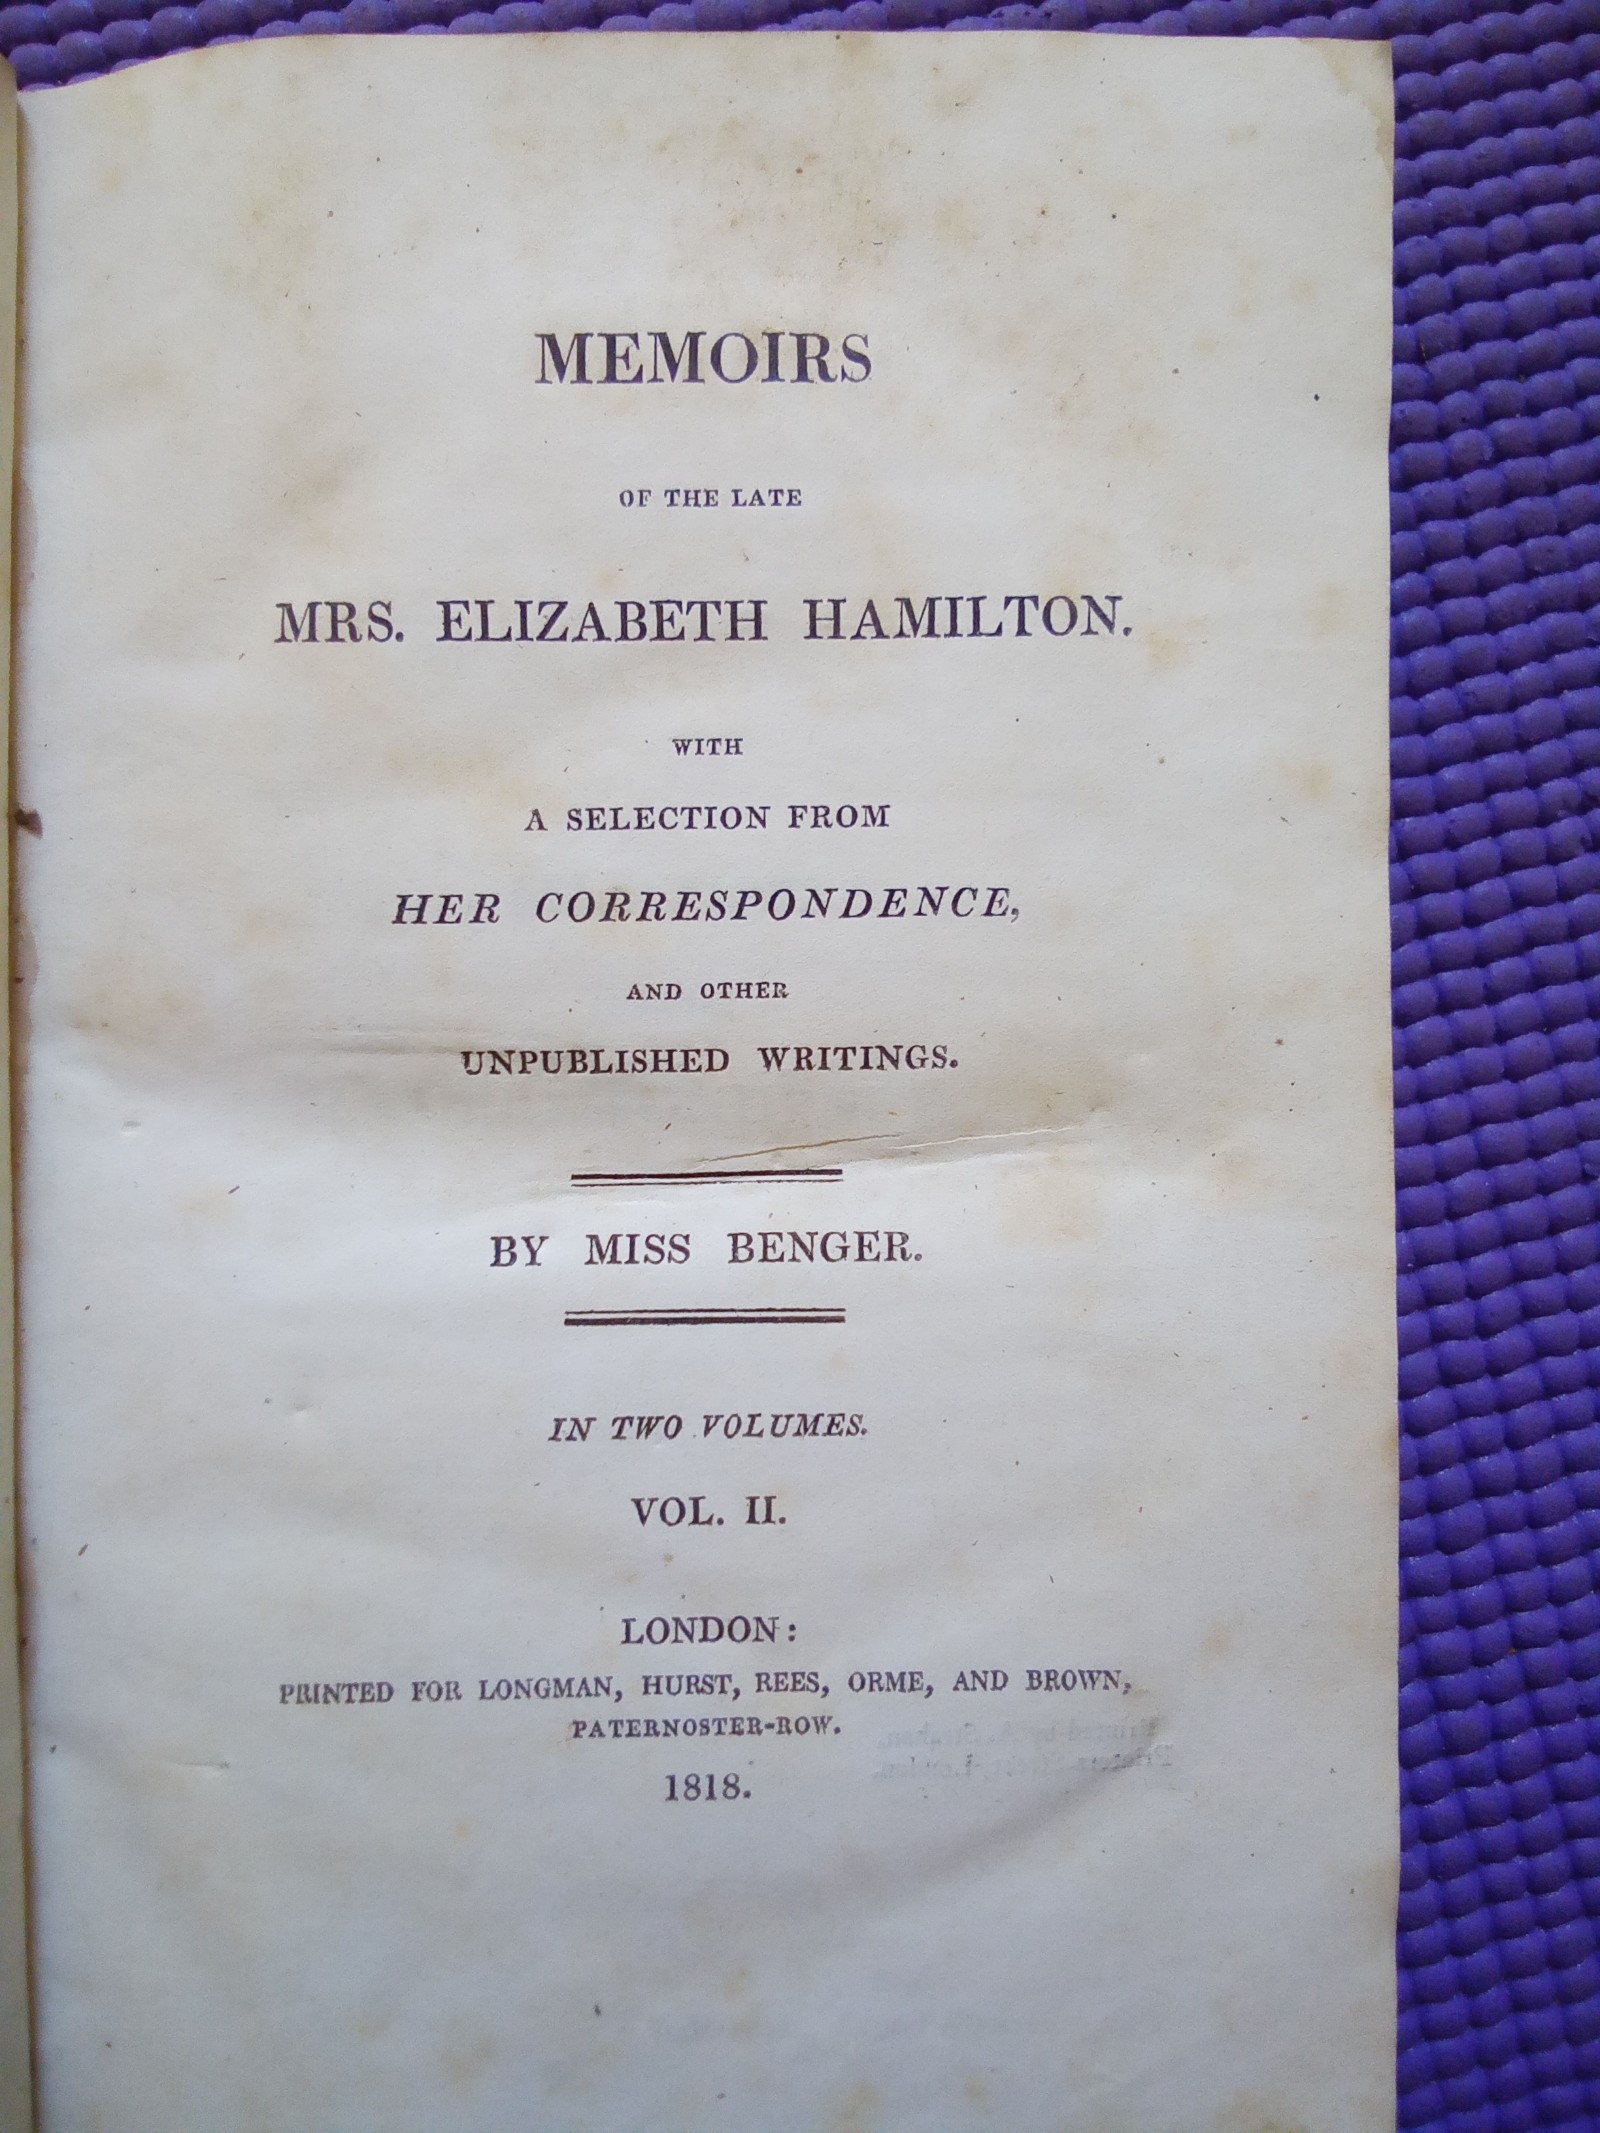 MEMOIRS
OF THE LATE
MRS. ELIZABETH HAMILTON.
WITH
A SELECTION FROM
HER CORRESPONDENCE,
AND OTHER
UNPUBLISHED WRITINGS.
BY MISS BENGER.
IN TWO VOLUMES.
VOL. II.
LONDON:
PRINTED FOR LONGMAN, HURST, REES, ORME, AND BROWN,
PATERNOSTER-ROW.
1818.